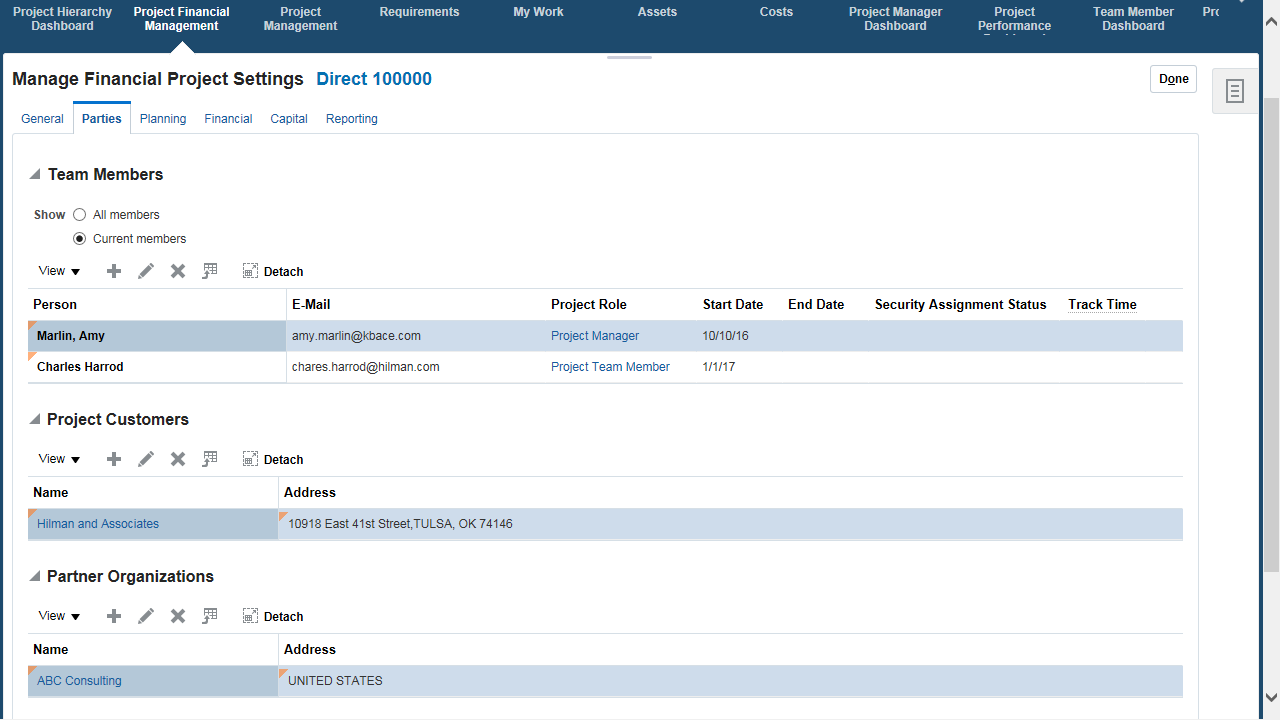 Project Hierarchy Dashboard
Project Financial Management
Project Management
Requirements
My Work
Assets
Costs
Project Manager Dashboard
Project Performance
Team Member Dashboard
Manage Financial Project Settings Direct 100000
Done
General Parties Planning Financial Capital Reporting
Team Members
Show All members
Current members
View Detach
Person E-Mail Project Role Start Date End Date Security Assignment Status Track Time
Marlin, Amy amy.marlin@kbace.com Project Manager 10/10/16
Charles Harrod chares.harrod@hilman.com Project Team Member 1/1/17
Project Customers
View Detach
Name Address
Hilman and Associates 10918 East 41st Street,TULSA, OK 74146
Partner Organizations
View Detach
Name Address
ABC Consulting UNITED STATES